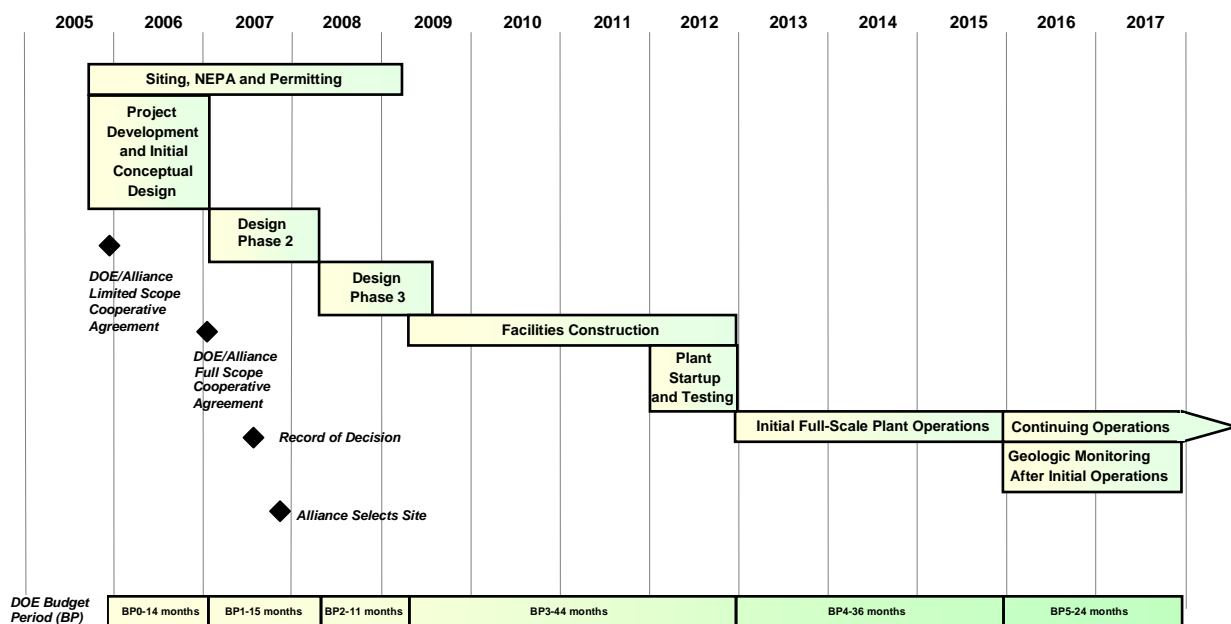 2005 2006 2007 2008 2009 2010 2011 2012 2013 2014 2015 2016 2017
Siting, NEPA and Permitting
Project
Development
and Initial
Conceptual
Design
Design
Phase 2
DOE/Alliance
Limited Scope
Cooperative
Agreement
Design
Phase 3
Facilities Construction
DOE/Alliance
Full Scope
Cooperative
Agreement
Plant
Startup
and Testing
Initial Full-Scale Plant Operations
Continuing Operations
Record of Decision
Geologic Monitoring
After Initial Operations
Alliance Selects Site
DOE Budget
Period (BP)
BP0-14 months
BP1-15 months
BP2-11 months
BP3-44 months
BP4-36 months
BP5-24 months